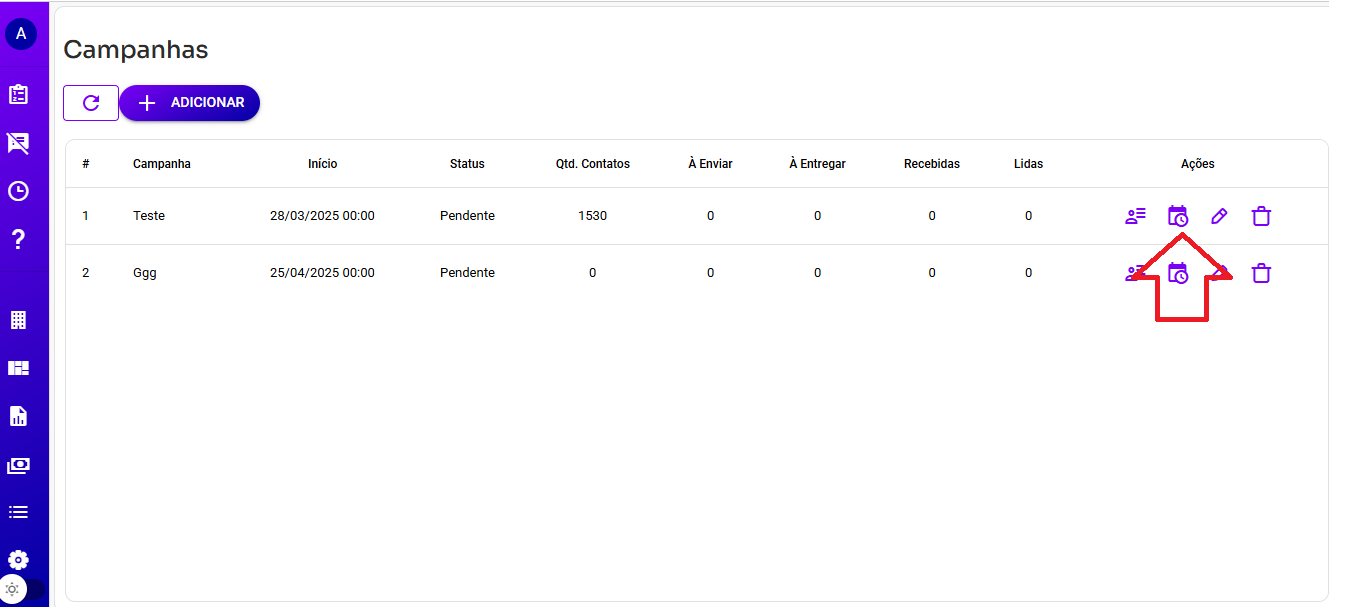 A
Campanhas
ADICIONAR
# Campanha Início Status Qtd. Contatos À Enviar À Entregar Recebidas Lidas Ações
1 Teste 28/03/2025 00:00 Pendente 1530 0 0 0 0
2 Ggg 25/04/2025 00:00 Pendente 0 0 0 0 0